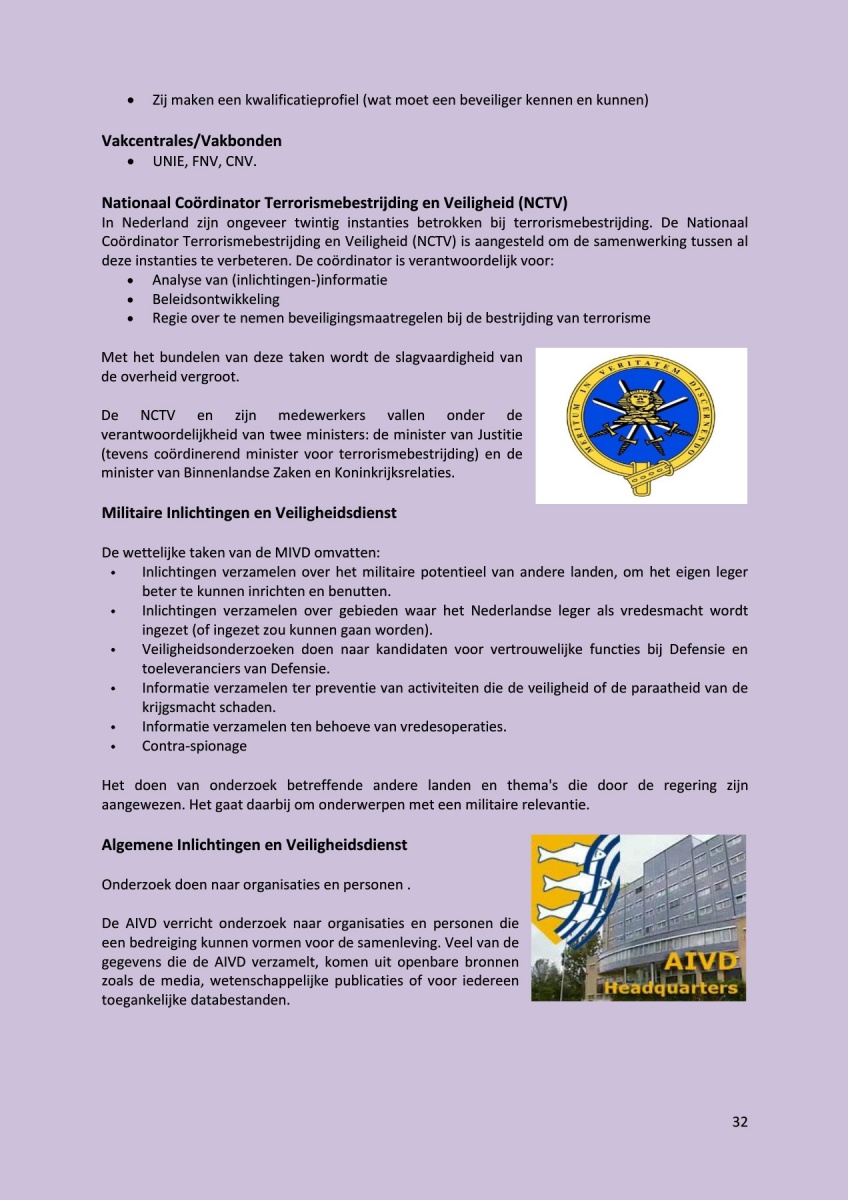 • Zij maken een kwalificatieprofiel (wat moet een beveiliger kennen en kunnen)
Vakcentrales/Vakbonden
• UNIE, FNV, CNV.
Nationaal Coördinator Terrorismebestrijding en Veiligheid (NCTV)
In Nederland zijn ongeveer twintig instanties betrokken bij terrorismebestrijding. De Nationaal
Coördinator Terrorismebestrijding en Veiligheid (NCTV) is aangesteld om de samenwerking tussen al
deze instanties te verbeteren. De coördinator is verantwoordelijk voor:
• Analyse van (inlichtingen-)informatie
• Beleidsontwikkeling
• Regie over te nemen beveiligingsmaatregelen bij de bestrijding van terrorisme
Met het bundelen van deze taken wordt de slagvaardigheid van
de overheid vergroot.
De NCTV en zijn medewerkers vallen onder de
verantwoordelijkheid van twee ministers: de minister van Justitie
(tevens coördinerend minister voor terrorismebestrijding) en de
minister van Binnenlandse Zaken en Koninkrijksrelaties.
MERITUM IN VERITATEM DISCERNENDO
Militaire Inlichtingen en Veiligheidsdienst
De wettelijke taken van de MIVD omvatten:
• Inlichtingen verzamelen over het militaire potentieel van andere landen, om het eigen leger
beter te kunnen inrichten en benutten.
• Inlichtingen verzamelen over gebieden waar het Nederlandse leger als vredesmacht wordt
ingezet (of ingezet zou kunnen gaan worden).
• Veiligheidsonderzoeken doen naar kandidaten voor vertrouwelijke functies bij Defensie en
toeleveranciers van Defensie.
• Informatie verzamelen ter preventie van activiteiten die de veiligheid of de paraatheid van de
krijgsmacht schaden.
• Informatie verzamelen ten behoeve van vredesoperaties.
• Contra-spionage
Het doen van onderzoek betreffende andere landen en thema's die door de regering zijn
aangewezen. Het gaat daarbij om onderwerpen met een militaire relevantie.
Algemene Inlichtingen en Veiligheidsdienst
Onderzoek doen naar organisaties en personen .
De AIVD verricht onderzoek naar organisaties en personen die
een bedreiging kunnen vormen voor de samenleving. Veel van de
gegevens die de AIVD verzamelt, komen uit openbare bronnen
zoals de media, wetenschappelijke publicaties of voor iedereen
toegankelijke databestanden.
AIVD
Headquarters
32